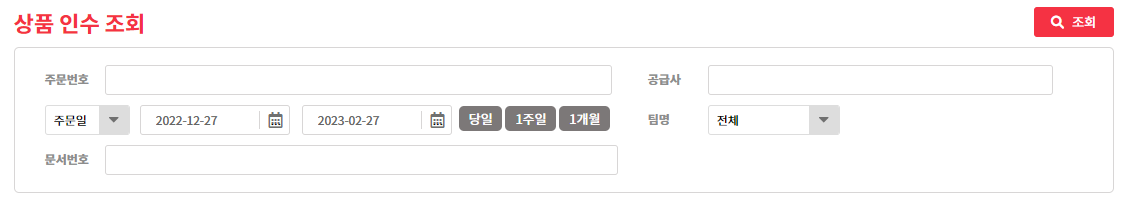 상품 인수 조회
조회
주문번호
공급사
주문일 2022-12-27 2023-02-27 당일 1주일 1개월
팀명 전체
문서번호